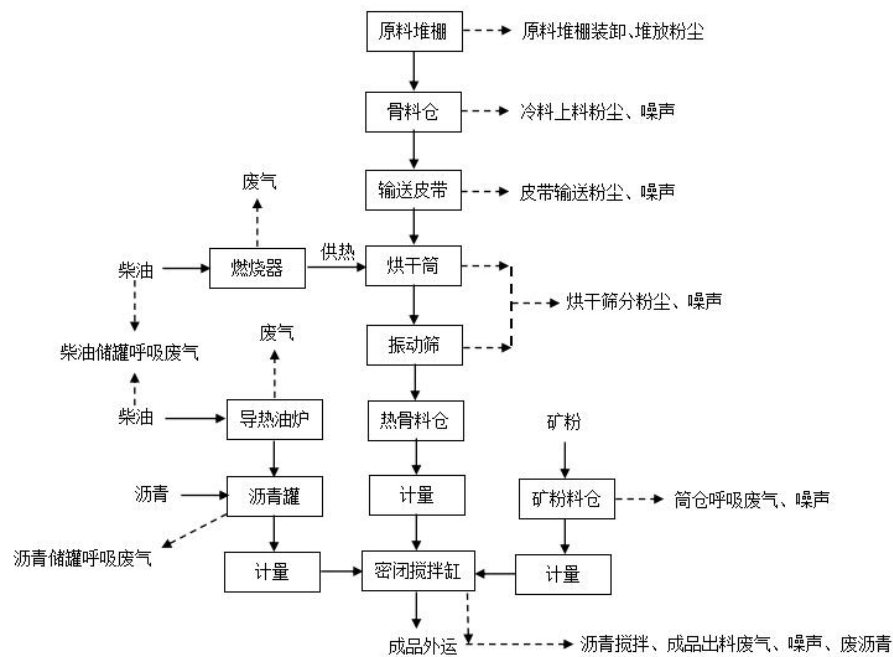 原料堆棚
原料堆棚装卸、堆放粉尘
骨料仓
冷料上料粉尘、噪声
废气
输送皮带
皮带输送粉尘、噪声
供热
柴油
燃烧器
烘干筒
烘干筛分粉尘、噪声
废气
振动筛
柴油储罐呼吸废气
柴油
导热油炉
热骨料仓
矿粉
沥青
沥青罐
计量
矿粉料仓
筒仓呼吸废气、噪声
沥青储罐呼吸废气
计量
密闭搅拌缸
计量
成品外运
沥青搅拌、成品出料废气、噪声、废沥青